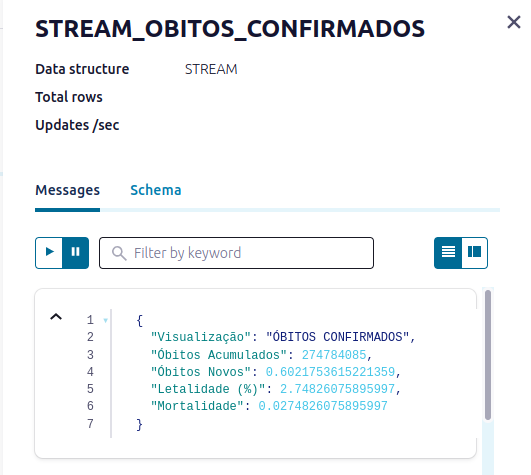 STREAM_OBITOS_CONFIRMADOS
Data structure STREAM
Total rows
Updates /sec
Messages Schema
Filter by keyword
1 {
2 "Visualização": "ÓBITOS CONFIRMADOS",
3 "Óbitos Acumulados": 274784085,
4 "Óbitos Novos": 0.6021753615221359,
5 "Letalidade (%)": 2.74826075895997,
6 "Mortalidade": 0.0274826075895997
7 }